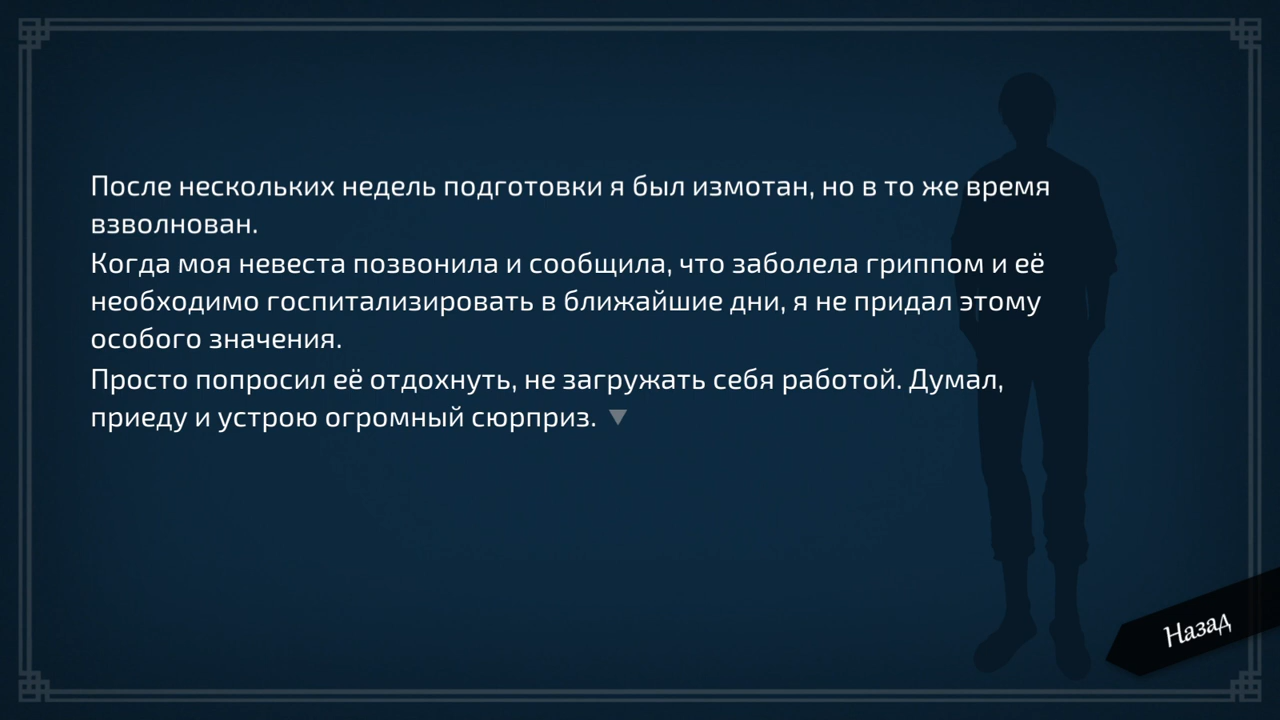 После нескольких недель подготовки я был измотан, но в то же время
взволнован.
Когда моя невеста позвонила и сообщила, что заболела гриппом и её
необходимо госпитализировать в ближайшие дни, я не придал этому
особого значения.
Просто попросил её отдохнуть, не загружать себя работой. Думал,
приеду и устрою огромный сюрприз.
Назад